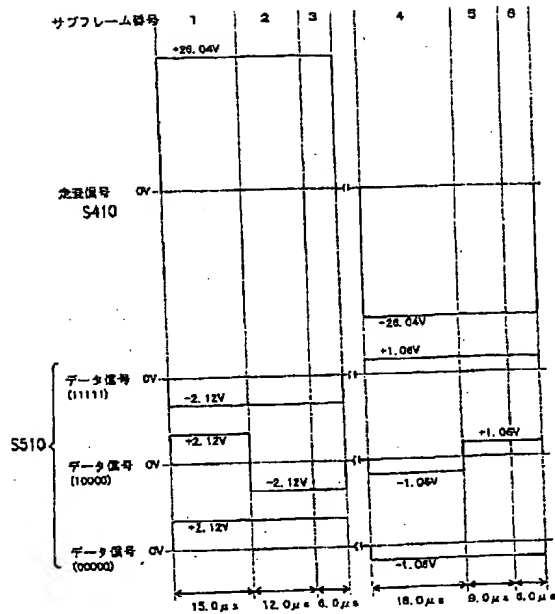 サブフレーム番号 1 2 3 4 5 6
+26.04V
走査信号 0V
S410
-26.04V
+1.06V
データ信号 0V
(11111)
-2.12V
S510
+2.12V
+1.06V
データ信号 0V
(10000)
-2.12V
-1.06V
+2.12V
データ信号 0V
(00000)
-1.06V
15.0μs 12.0μs 6.0μs 18.0μs 9.0μs 6.0μs